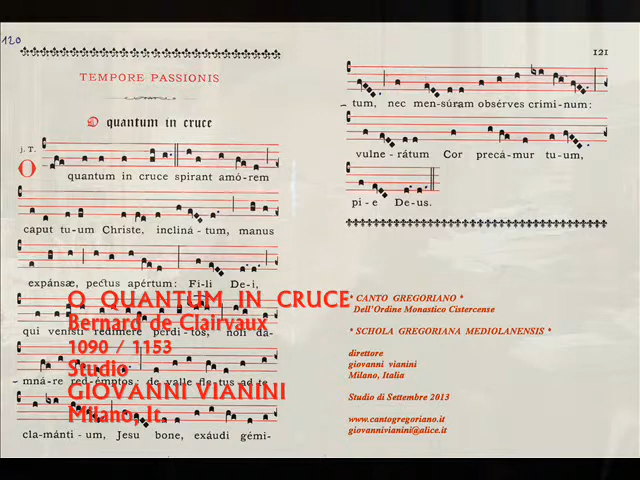 120
TEMPORE PASSIONIS
O quantum in cruce
j. T.
O quantum in cruce spirant amó-rem
caput tu-um Christe, incliná - tum, manus
expánsæ, pectus apértum: Fi-li De-i,
qui venísti redímere pérdi-tos, noli da-
mná-re red-émptos: de valle fle-tus ad te
cla-mánti - um, Jesu bone, exáudi gémi-
O QUANTUM IN CRUCE
Bernard de Clairvaux
1090 / 1153
Studio
GIOVANNI VIANINI
Milano, It.
121
tum, nec men-súram obsérves crimi-num:
vulne - rátum Cor precá-mur tu-um,
pi - e De-us.
* CANTO GREGORIANO *
Dell'Ordine Monastico Cistercense
* SCHOLA GREGORIANA MEDIOLANENSIS *
direttore
giovanni vianini
Milano, Italia
Studio di Settembre 2013
www.cantogregoriano.it
giovannivianini@alice.it